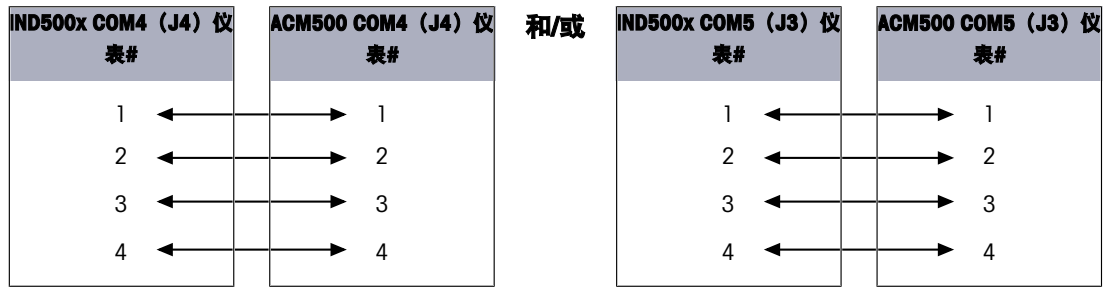 IND500x COM4（J4）仪
表#
ACM500 COM4（J4）仪
表#
1 1
2 2
3 3
4 4
和/或
IND500x COM5（J3）仪
表#
ACM500 COM5（J3）仪
表#
1 1
2 2
3 3
4 4